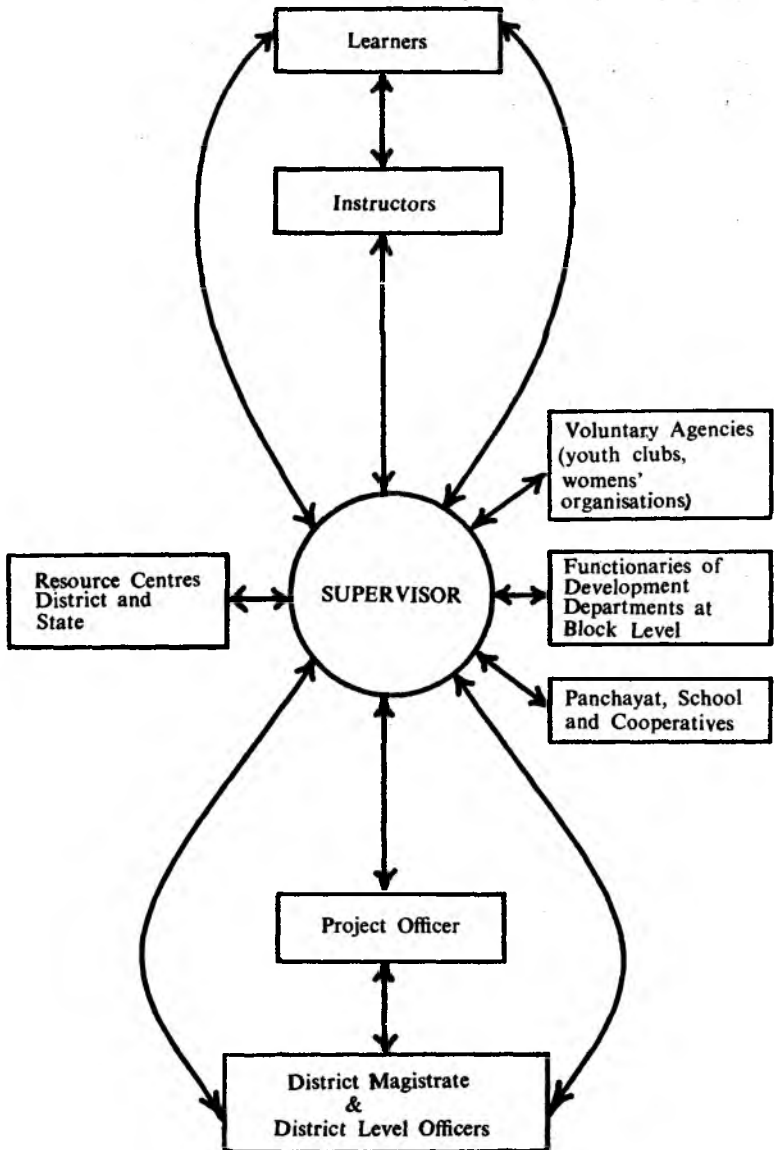 Learners
Instructors
Voluntary Agencies
(youth clubs,
womens'
organisations)
Resource Centres
District and
State
SUPERVISOR
Functionaries of
Development
Departments at
Block Level
Panchayat, School
and Cooperatives
Project Officer
District Magistrate
&
District Level Officers